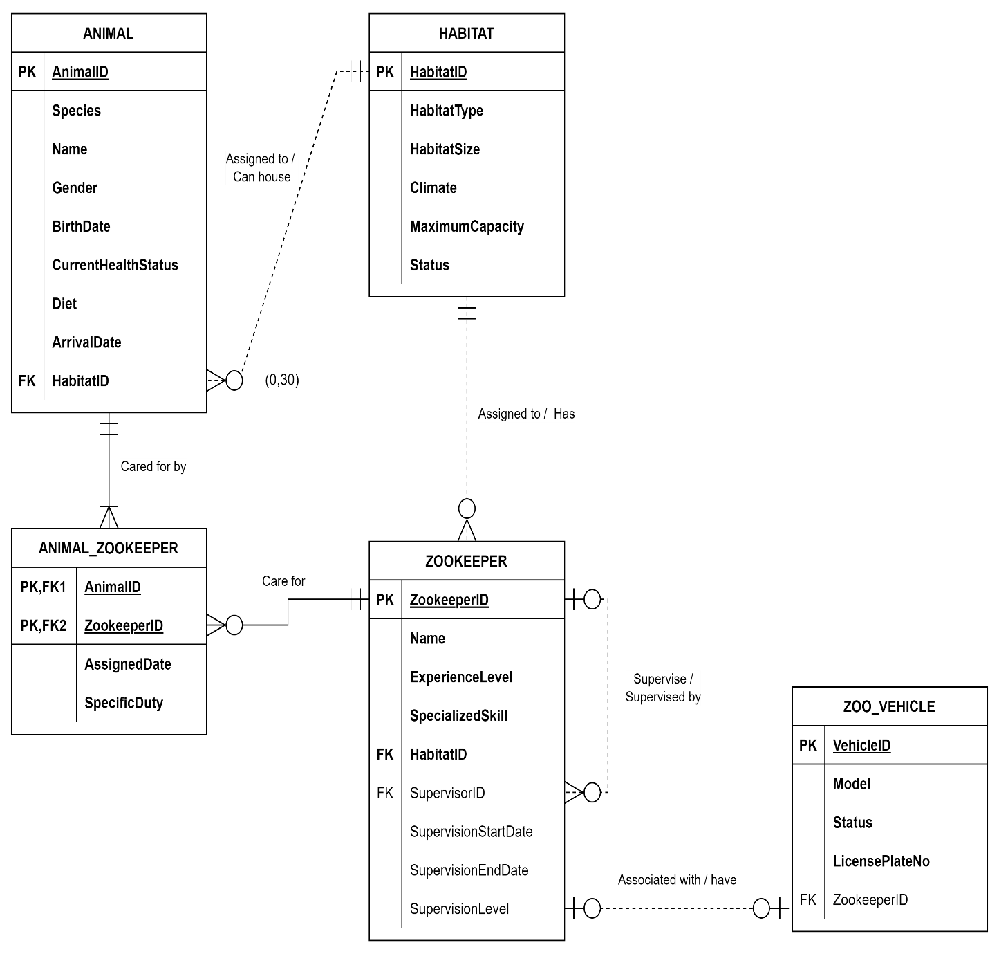 ANIMAL
PK AnimalID
Species
Name
Gender
BirthDate
CurrentHealthStatus
Diet
ArrivalDate
FK HabitatID
HABITAT
PK HabitatID
HabitatType
HabitatSize
Climate
MaximumCapacity
Status
Assigned to /
Can house
(0,30)
Assigned to / Has
Cared for by
ANIMAL_ZOOKEEPER
PK,FK1 AnimalID
PK,FK2 ZookeeperID
AssignedDate
SpecificDuty
Care for
ZOOKEEPER
PK ZookeeperID
Name
ExperienceLevel
SpecializedSkill
FK HabitatID
FK SupervisorID
SupervisionStartDate
SupervisionEndDate
SupervisionLevel
Supervise /
Supervised by
Associated with / have
ZOO_VEHICLE
PK VehicleID
Model
Status
LicensePlateNo
FK ZookeeperID